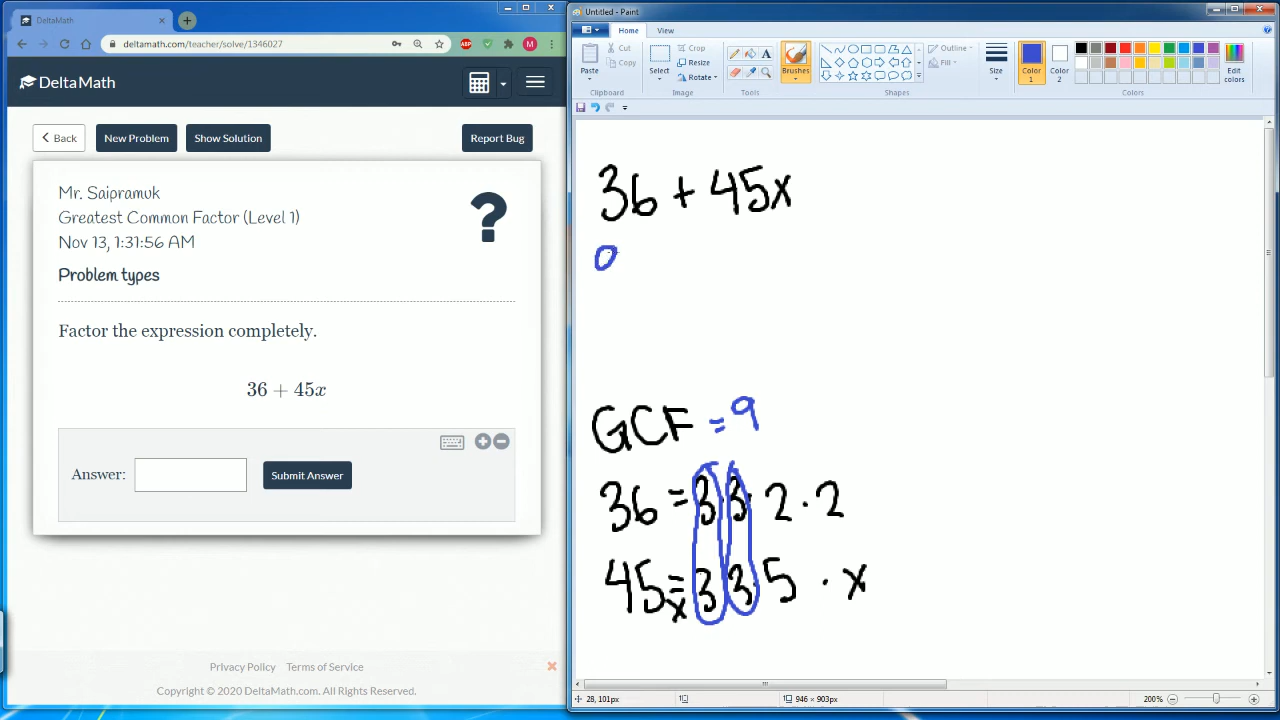 DeltaMath
deltamath.com/teacher/solve/1346027
ABP
M
DeltaMath
Back
New Problem
Show Solution
Report Bug
Mr. Saipramuk
Greatest Common Factor (Level 1)
Nov 13, 1:31:56 AM
Problem types
?
Factor the expression completely.
36 + 45x
Answer:
Submit Answer
Privacy Policy
Terms of Service
Copyright © 2020 DeltaMath.com. All Rights Reserved.
Untitled - Paint
Home
View
Paste
Cut
Copy
Clipboard
Select
Crop
Resize
Rotate
Image
A
Tools
Brushes
Outline
Fill
Shapes
Size
Color 1
Color 2
Edit colors
Colors
36 + 45x
GCF = 9
36 = 3 · 3 · 2 · 2
45x = 3 3 5 · x
28, 101px
946 × 903px
200%